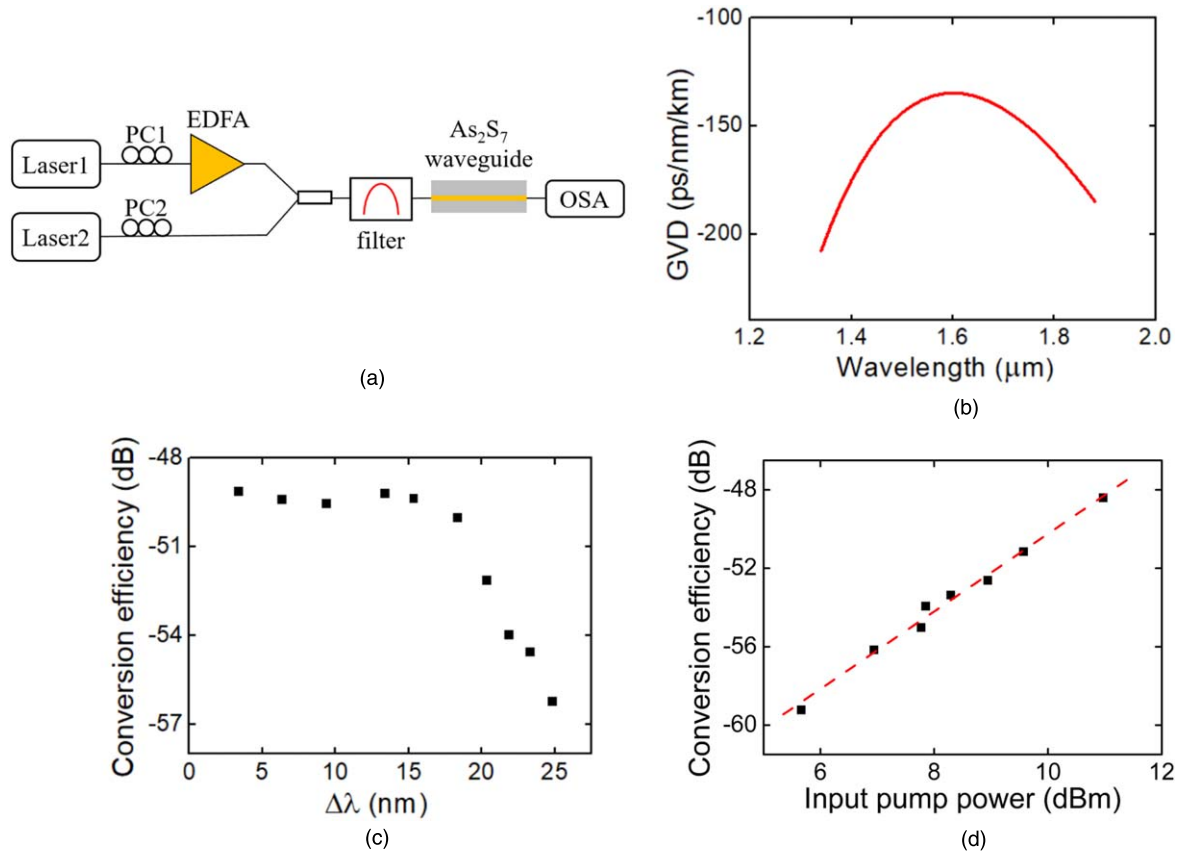 EDFA
PC1
Laser1
PC2
Laser2
filter
As₂S₇
waveguide
OSA
(a)
-100
-150
-200
GVD (ps/nm/km)
1.2 1.4 1.6 1.8 2.0
Wavelength (μm)
(b)
-48
-51
-54
-57
Conversion efficiency (dB)
0 5 10 15 20 25
Δλ (nm)
(c)
-48
-52
-56
-60
Conversion efficiency (dB)
6 8 10 12
Input pump power (dBm)
(d)